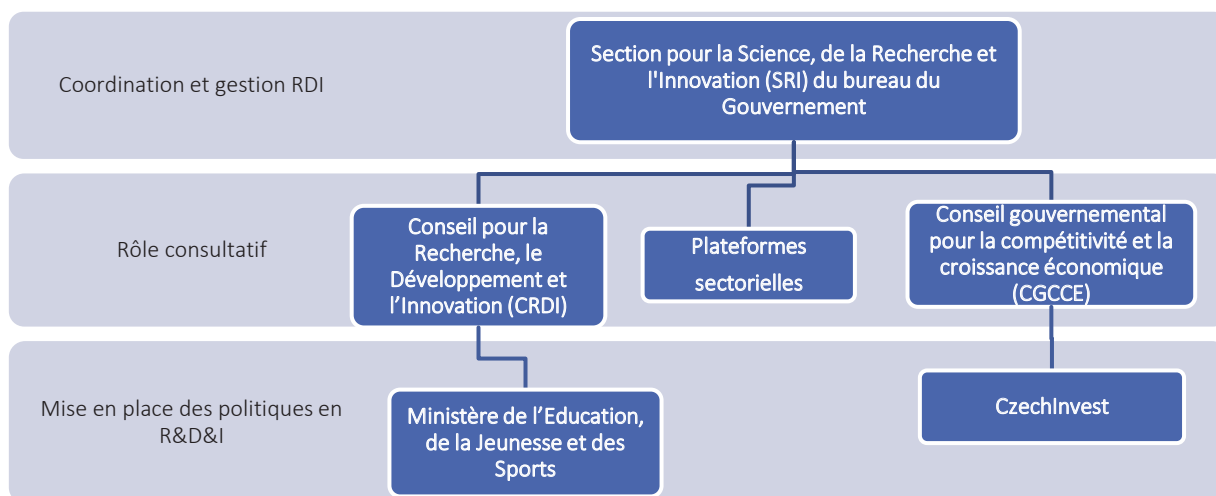 Coordination et gestion RDI
Section pour la Science, de la Recherche et
l'Innovation (SRI) du bureau du
Gouvernement
Rôle consultatif
Conseil pour la
Recherche, le
Développement et
l’Innovation (CRDI)
Plateformes
sectorielles
Conseil gouvernemental
pour la compétitivité et la
croissance économique
(CGCCE)
Mise en place des politiques en
R&D&I
Ministère de l’Education,
de la Jeunesse et des
Sports
CzechInvest